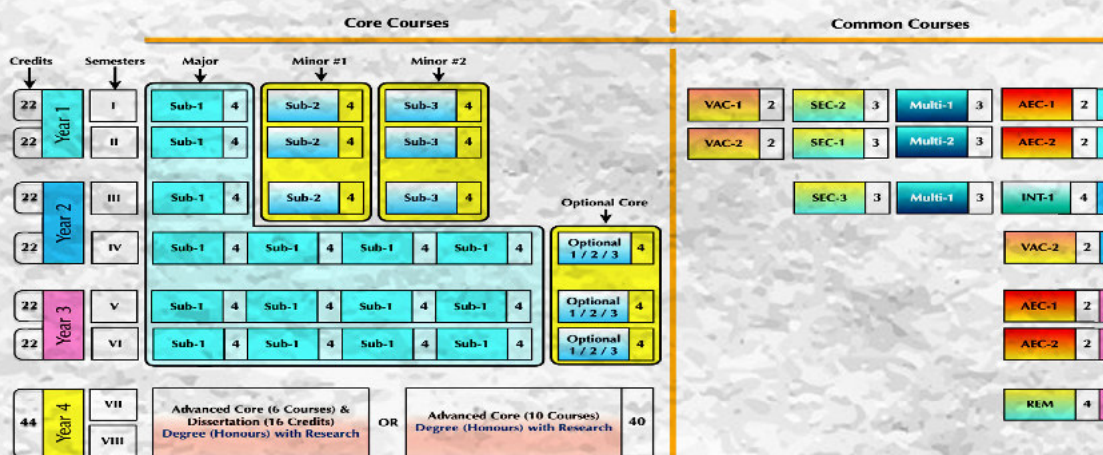 Core Courses
Common Courses
Credits Semesters Major Minor #1 Minor #2
22 Year 1 I Sub-1 4 Sub-2 4 Sub-3 4 VAC-1 2 SEC-2 3 Multi-1 3 AEC-1 2
22 II Sub-1 4 Sub-2 4 Sub-3 4 VAC-2 2 SEC-1 3 Multi-2 3 AEC-2 2
22 Year 2 III Sub-1 4 Sub-2 4 Sub-3 4 SEC-3 3 Multi-1 3 INT-1 4
Optional Core
22 IV Sub-1 4 Sub-1 4 Sub-1 4 Sub-1 4 Optional 1 / 2 / 3 4 VAC-2 2
22 Year 3 V Sub-1 4 Sub-1 4 Sub-1 4 Sub-1 4 Optional 1 / 2 / 3 4 AEC-1 2
22 VI Sub-1 4 Sub-1 4 Sub-1 4 Sub-1 4 Optional 1 / 2 / 3 4 AEC-2 2
44 Year 4 VII VIII
Advanced Core (6 Courses) &
Dissertation (16 Credits)
Degree (Honours) with Research
OR
Advanced Core (10 Courses)
Degree (Honours) with Research
40
REM 4